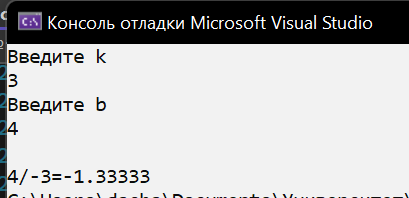 Консоль отладки Microsoft Visual Studio
Введите k
3
Введите b
4
4/-3=-1.33333